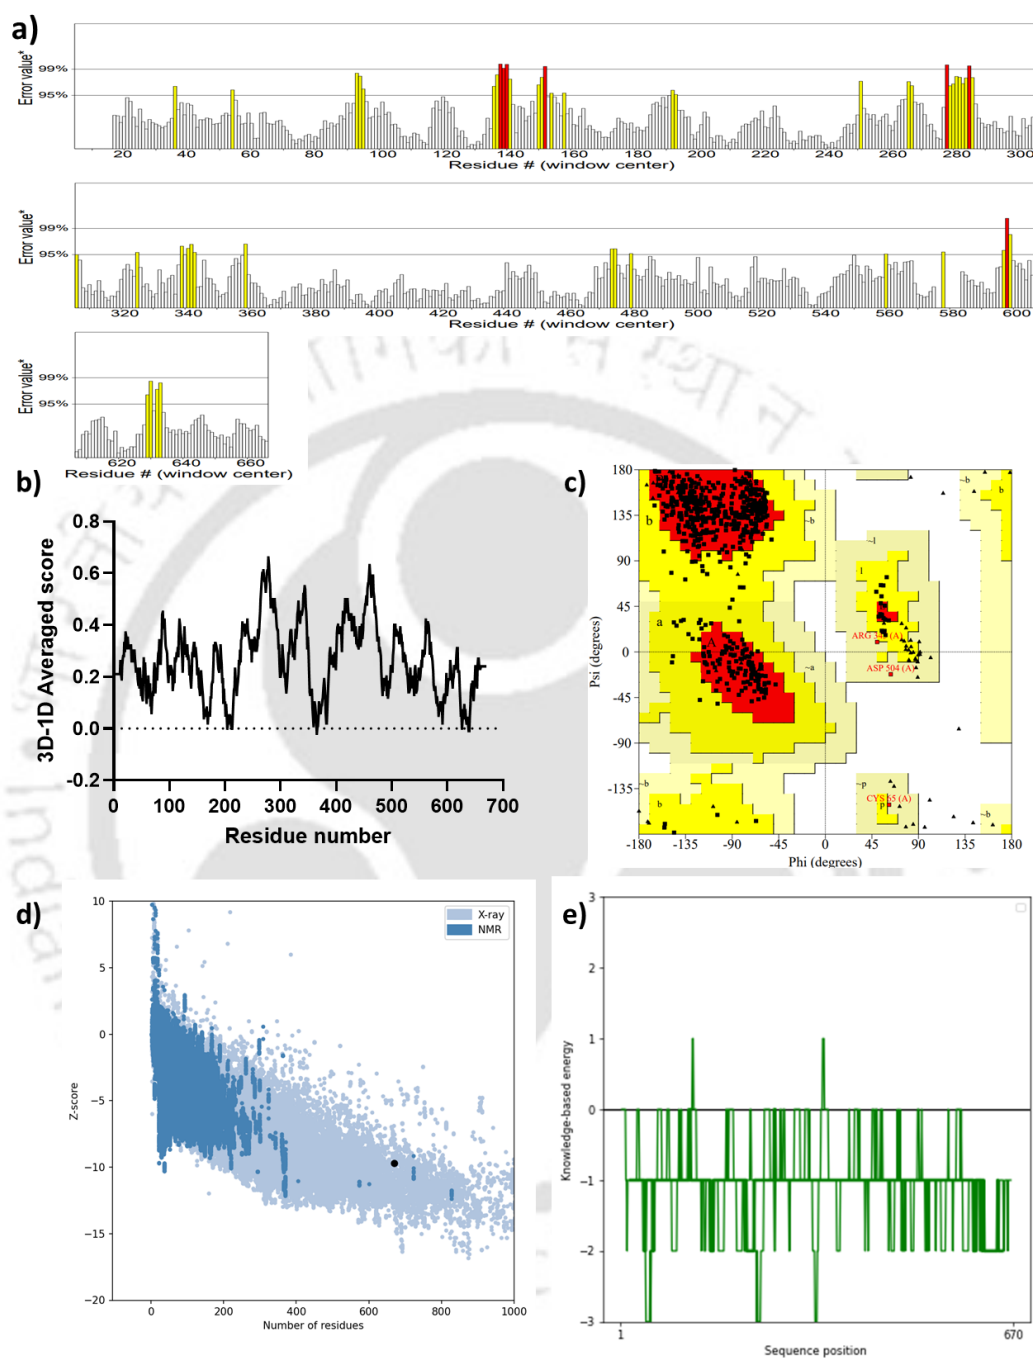 a)
Error value*
99%
95%
20 40 60 80 100 120 140 160 180 200 220 240 260 280 300
Residue # (window center)
Error value*
99%
95%
320 340 360 380 400 420 440 460 480 500 520 540 560 580 600
Residue # (window center)
Error value*
99%
95%
620 640 660
Residue # (window center)
b)
3D-1D Averaged score
0.8
0.6
0.4
0.2
0.0
-0.2
0 100 200 300 400 500 600 700
Residue number
c)
Psi (degrees)
180
135
90
45
0
-45
-90
-135
b
~b
~b
~l
l
a
A
ARG 34 (A)
~a
ASP 504 (A)
~b
~p
CYS 65 (A)
b
p
~b
-180 -135 -90 -45 0 45 90 135 180
Phi (degrees)
d)
Z-score
10
5
0
−5
−10
−15
−20
X-ray
NMR
0 200 400 600 800 1000
Number of residues
e)
Knowledge-based energy
3
2
1
0
−1
−2
−3
1 670
Sequence position